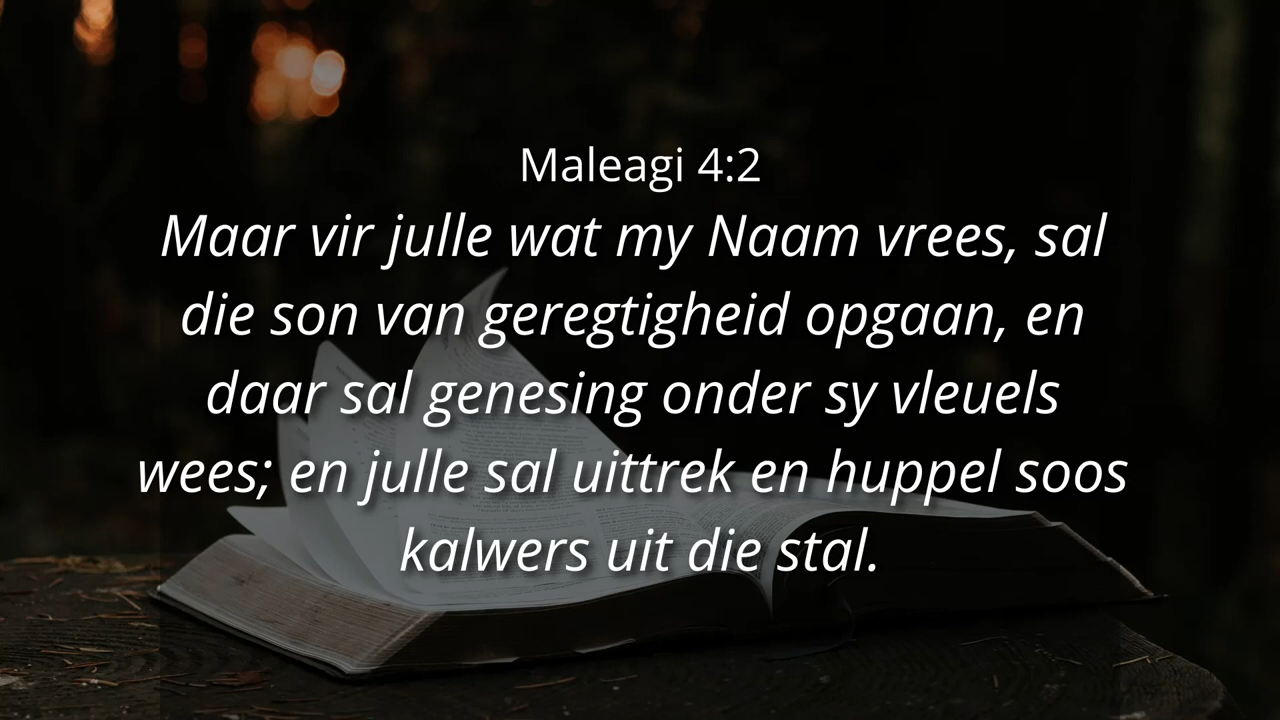 Maleagi 4:2
Maar vir julle wat my Naam vrees, sal
die son van geregtigheid opgaan, en
daar sal genesing onder sy vleuels
wees; en julle sal uittrek en huppel soos
kalwers uit die stal.